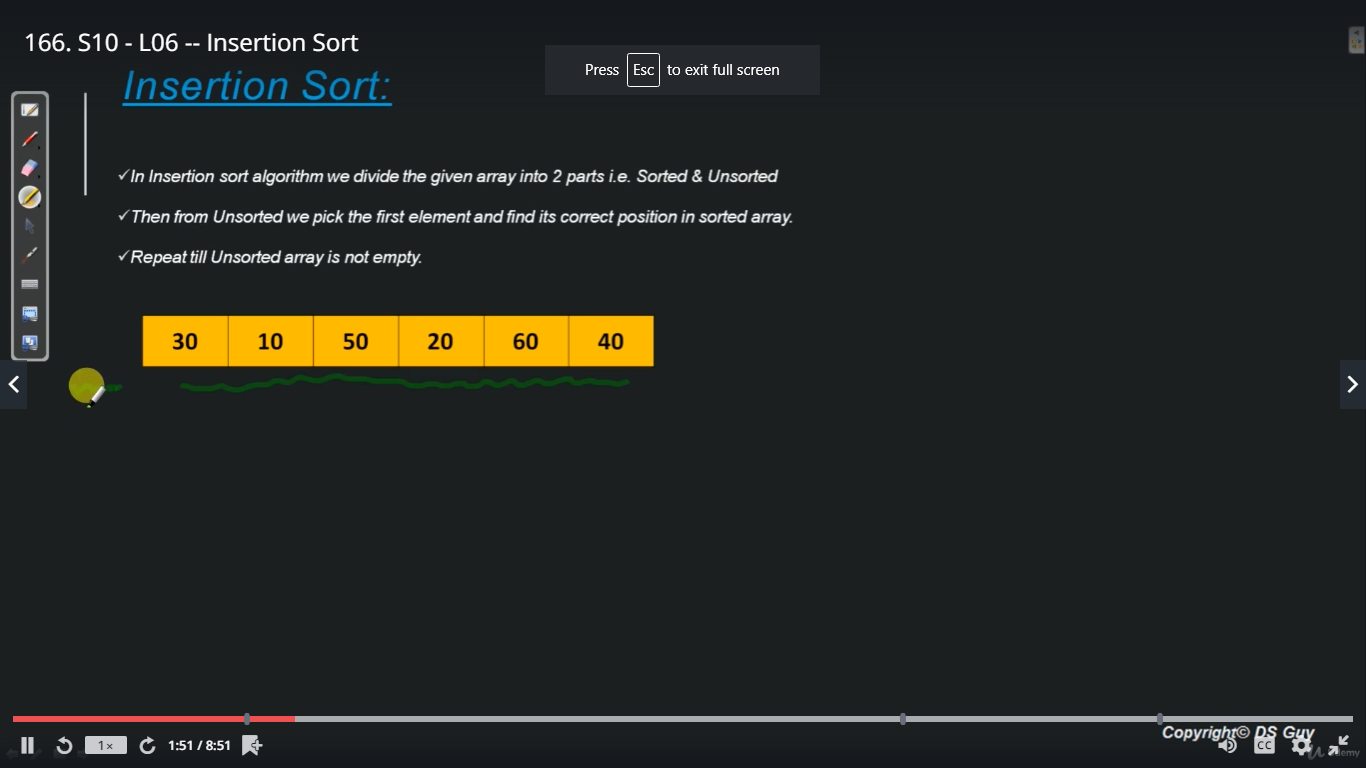 166. S10 - L06 -- Insertion Sort
Press Esc to exit full screen
Insertion Sort:
✓In Insertion sort algorithm we divide the given array into 2 parts i.e. Sorted & Unsorted
✓Then from Unsorted we pick the first element and find its correct position in sorted array.
✓Repeat till Unsorted array is not empty.
30 10 50 20 60 40
Copyright© DS Guy
1× 1:51 / 8:51 CC